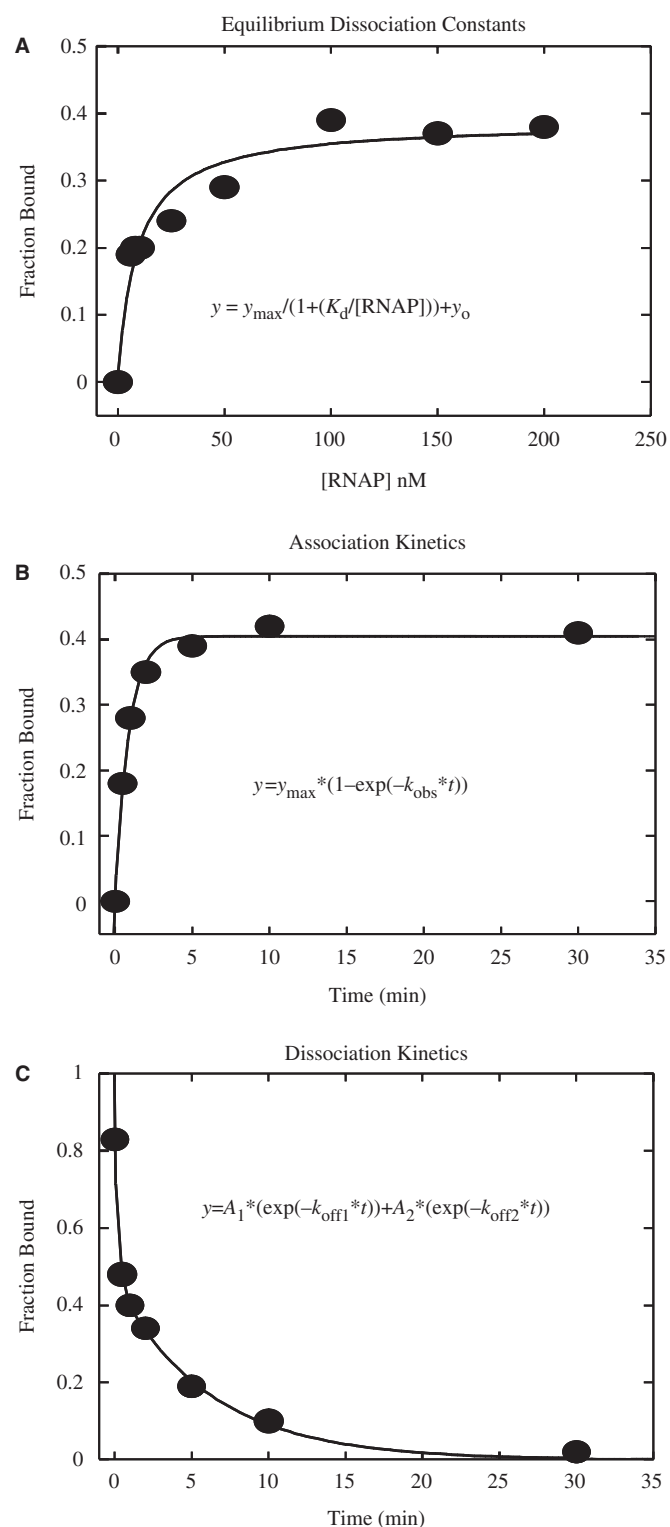 Equilibrium Dissociation Constants
A
0.5
0.4
0.3
0.2
0.1
0
Fraction Bound
y = ymax/(1+(Kd/[RNAP]))+yo
0 50 100 150 200 250
[RNAP] nM
Association Kinetics
B
0.5
0.4
0.3
0.2
0.1
0
Fraction Bound
y=ymax*(1–exp(–kobs*t))
0 5 10 15 20 25 30 35
Time (min)
Dissociation Kinetics
C
1
0.8
0.6
0.4
0.2
0
Fraction Bound
y=A1*(exp(–koff1*t))+A2*(exp(–koff2*t))
0 5 10 15 20 25 30 35
Time (min)